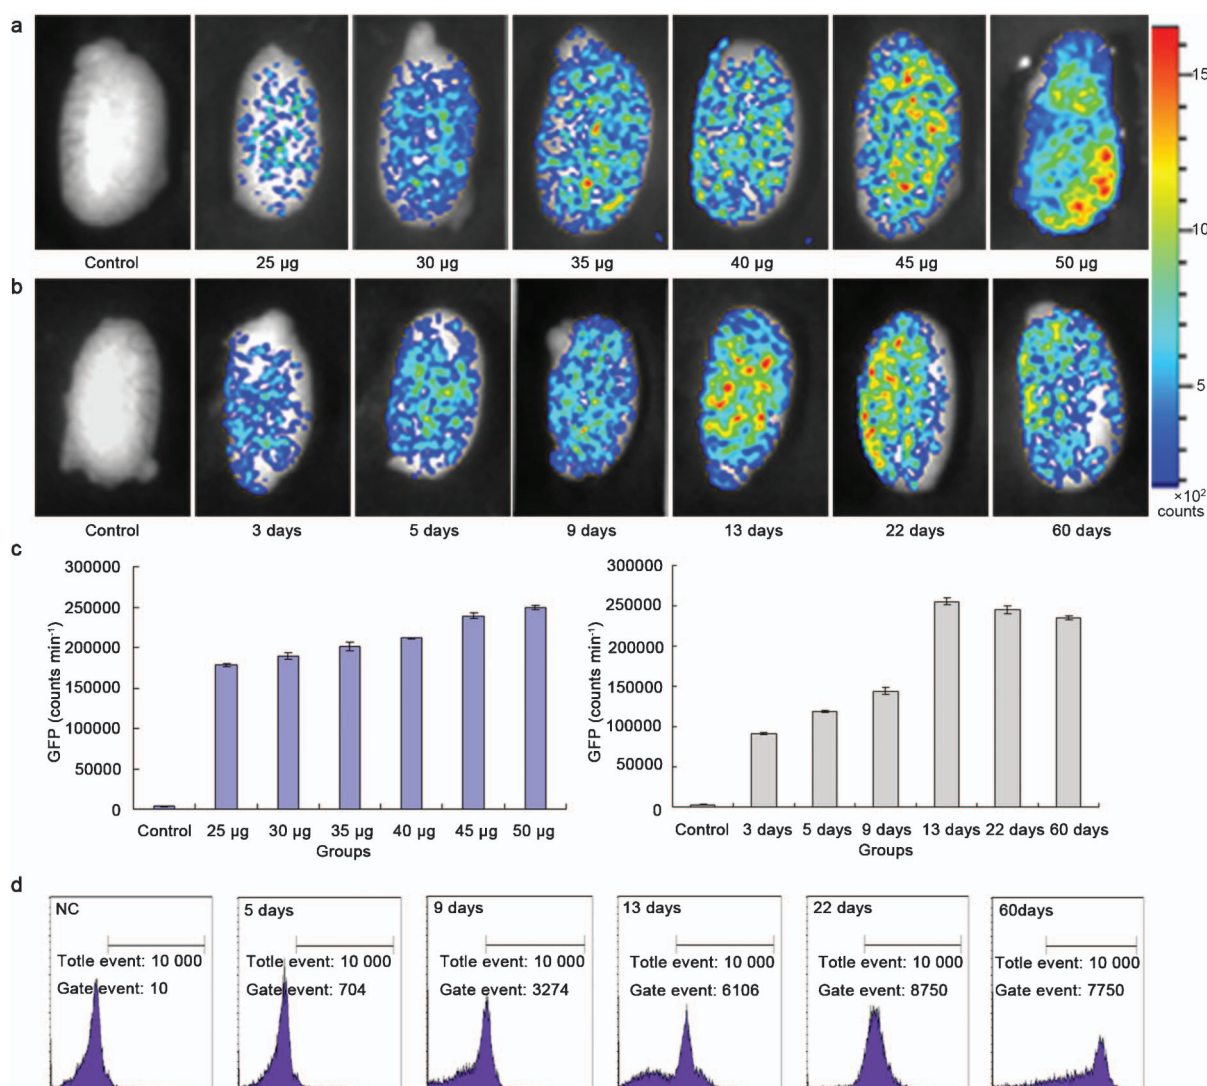 a
15
10
5
×10²
counts
Control 25 µg 30 µg 35 µg 40 µg 45 µg 50 µg
b
Control 3 days 5 days 9 days 13 days 22 days 60 days
c
GFP (counts min⁻¹)
300000
250000
200000
150000
100000
50000
0
Control 25 µg 30 µg 35 µg 40 µg 45 µg 50 µg
Groups
GFP (counts min⁻¹)
300000
250000
200000
150000
100000
50000
0
Control 3 days 5 days 9 days 13 days 22 days 60 days
Groups
d
NC
Totle event: 10 000
Gate event: 10
5 days
Totle event: 10 000
Gate event: 704
9 days
Totle event: 10 000
Gate event: 3274
13 days
Totle event: 10 000
Gate event: 6106
22 days
Totle event: 10 000
Gate event: 8750
60days
Totle event: 10 000
Gate event: 7750